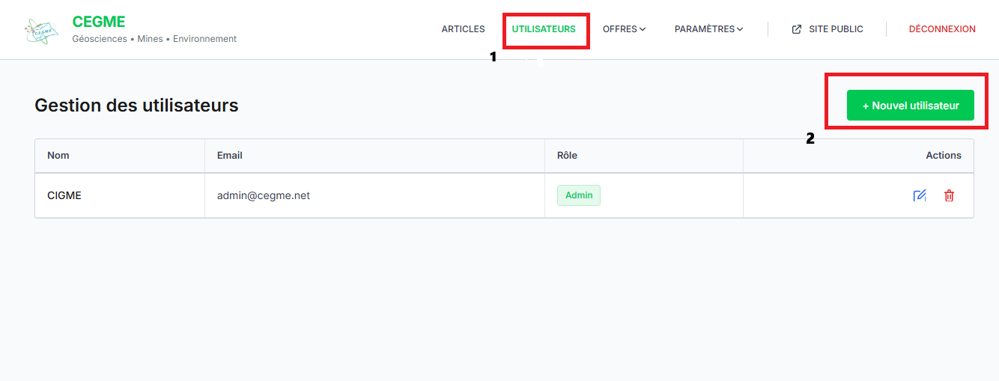 CEGME
Géosciences • Mines • Environnement
ARTICLES UTILISATEURS OFFRES PARAMÈTRES SITE PUBLIC DÉCONNEXION
1
Gestion des utilisateurs
+ Nouvel utilisateur
2
Nom Email Rôle Actions
CIGME admin@cegme.net Admin